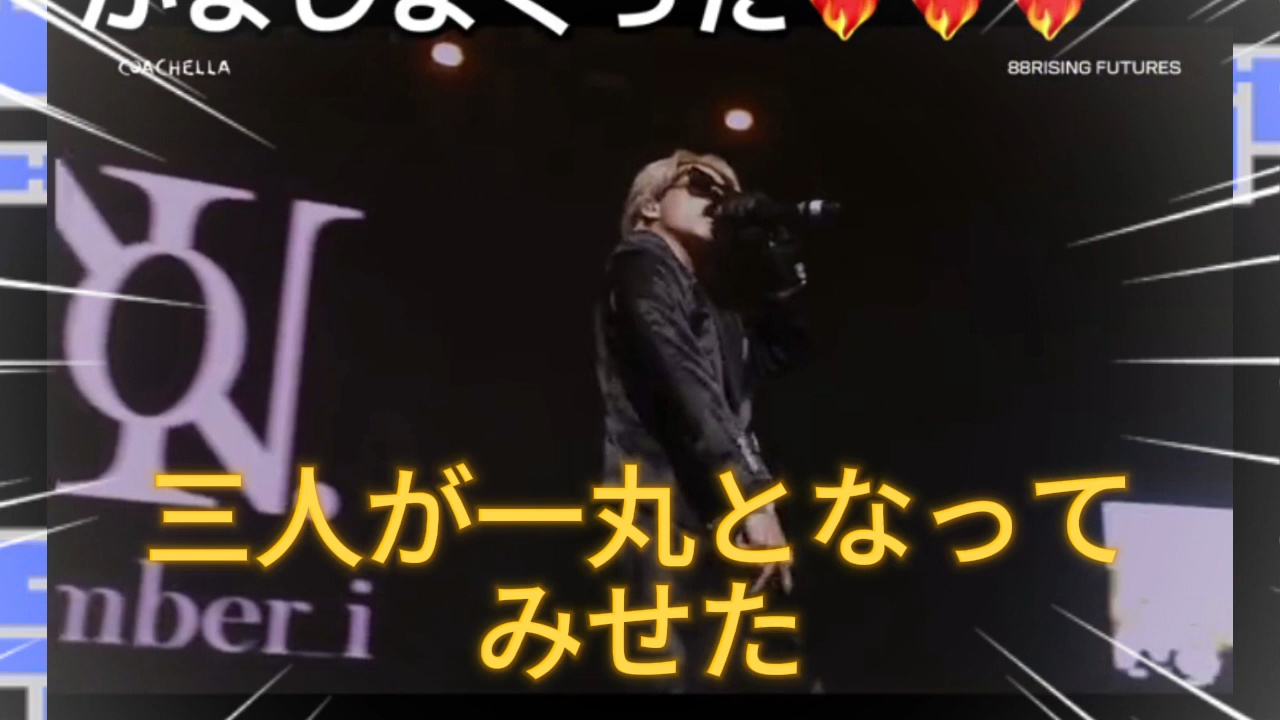 かましまくった🔥🔥🔥
COACHELLA
88RISING FUTURES
三人が一丸となって
みせた
mber_i